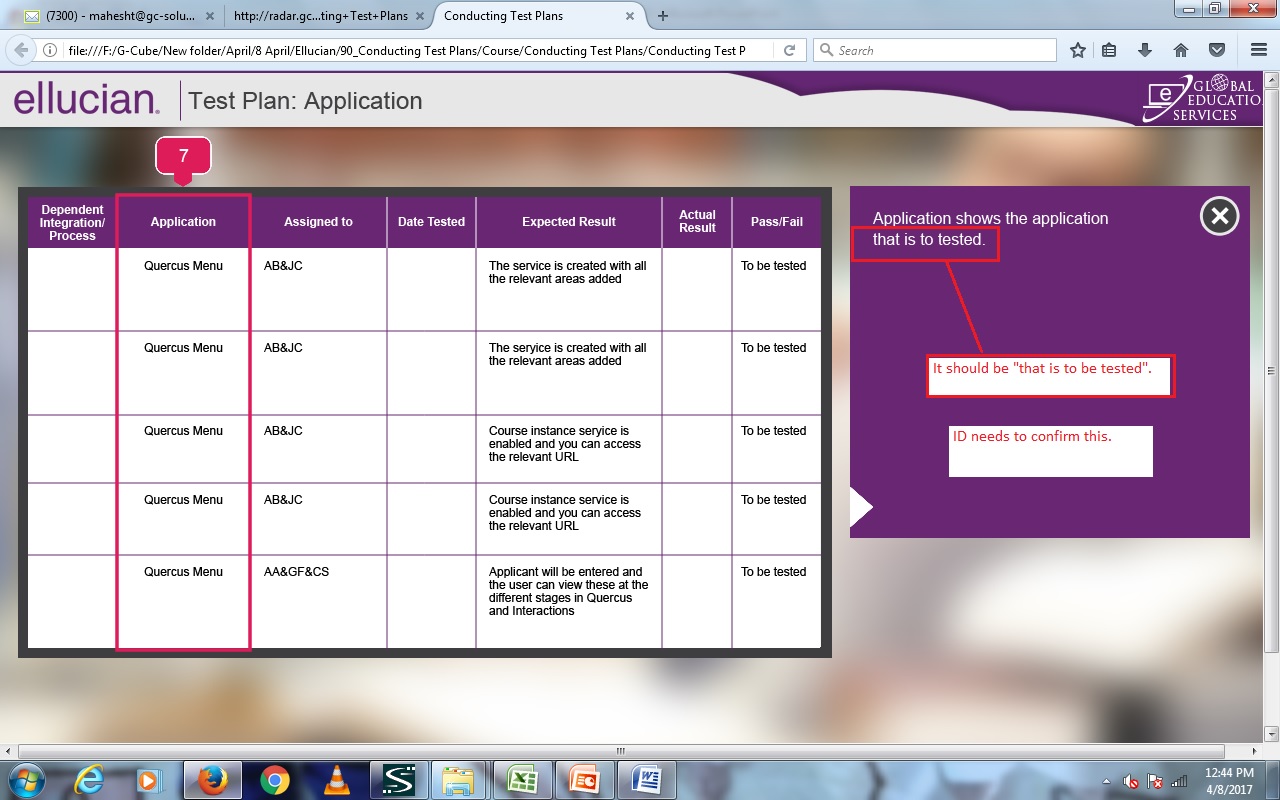 (7300) - mahesht@gc-solu...
http://radar.gc...ting+Test+Plans
Conducting Test Plans
file:///F:/G-Cube/New folder/April/8 April/Ellucian/90_Conducting Test Plans/Course/Conducting Test Plans/Conducting Test P
Search
ellucian.
Test Plan: Application
e
GLOBAL
EDUCATIO
SERVICES
7
Dependent
Integration/
Process
Application
Assigned to
Date Tested
Expected Result
Actual
Result
Pass/Fail
Quercus Menu
AB&JC
The service is created with all
the relevant areas added
To be tested
Quercus Menu
AB&JC
The seryice is created with all
the relevant areas added
To be tested
Quercus Menu
AB&JC
Course instance service is
enabled and you can access
the relevant URL
To be tested
Quercus Menu
AB&JC
Course instance service is
enabled and you can access
the relevant URL
To be tested
Quercus Menu
AA&GF&CS
Applicant will be entered and
the user can view these at the
different stages in Quercus
and Interactions
To be tested
Application shows the application
that is to tested.
It should be "that is to be tested".
ID needs to confirm this.
12:44 PM
4/8/2017